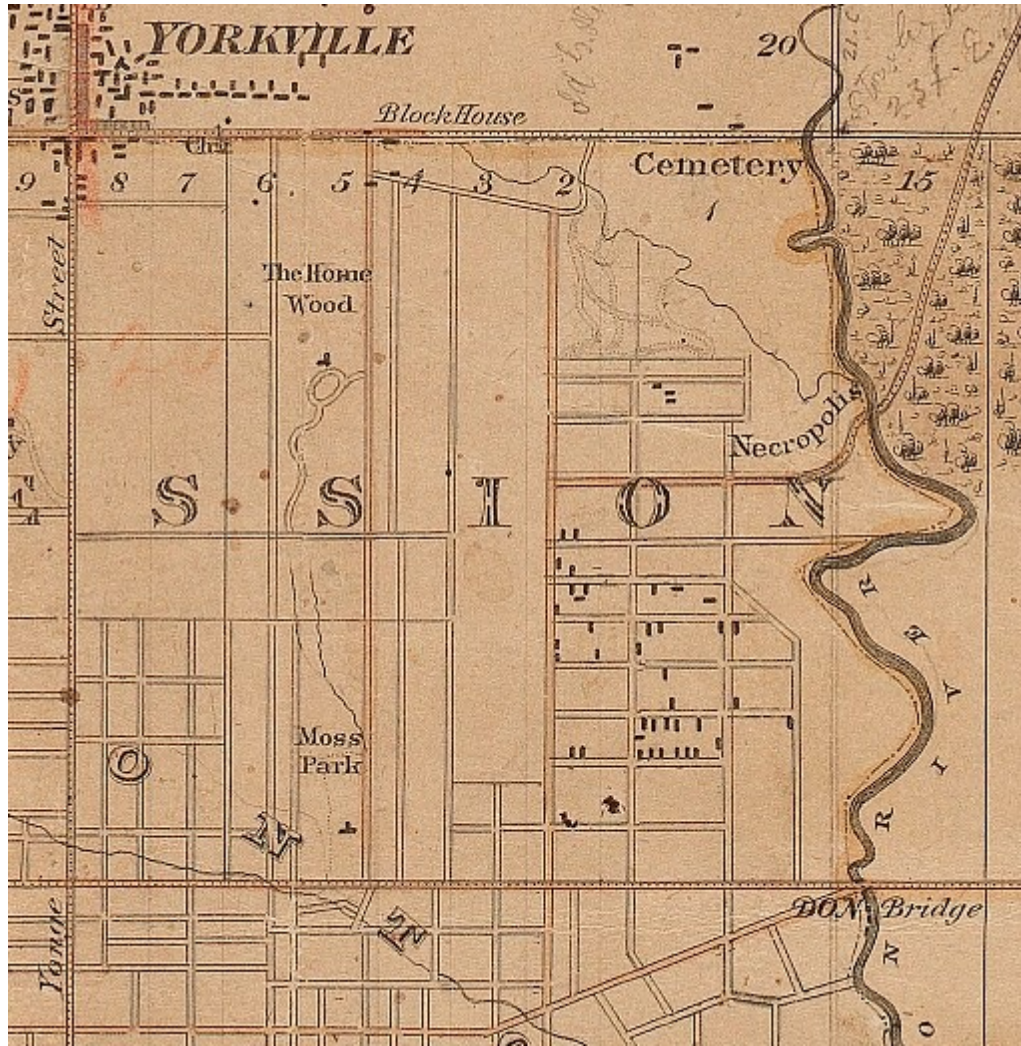 YORKVILLE
20
Block House
Cemetery
9 8 7 6 5 4 3 2 1
15
Street
The Home
Wood
Necropolis
S S I O N
Moss
Park
O
N
DON Bridge
Yonge
R I V E R
N
O